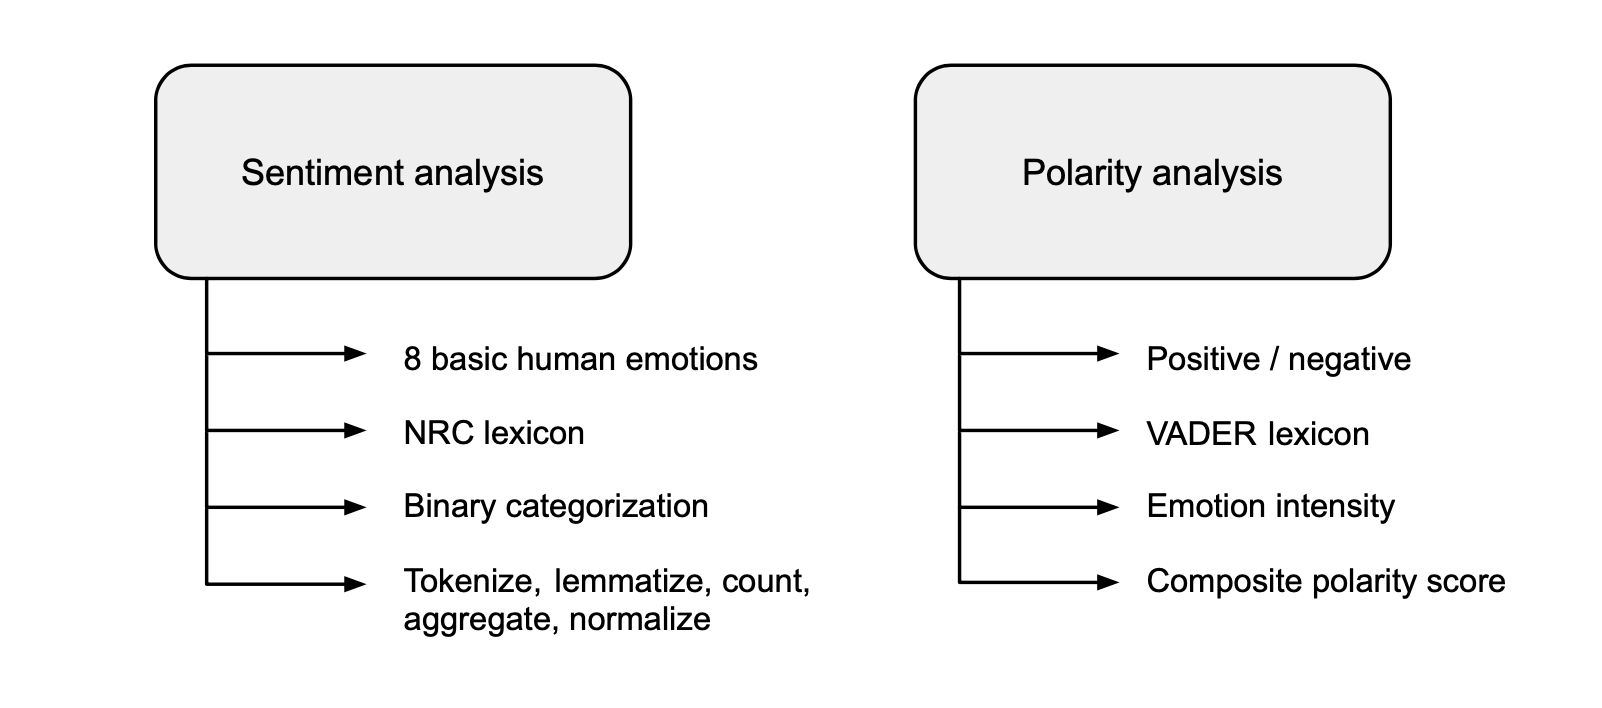 Sentiment analysis
8 basic human emotions
NRC lexicon
Binary categorization
Tokenize, lemmatize, count,
aggregate, normalize
Polarity analysis
Positive / negative
VADER lexicon
Emotion intensity
Composite polarity score